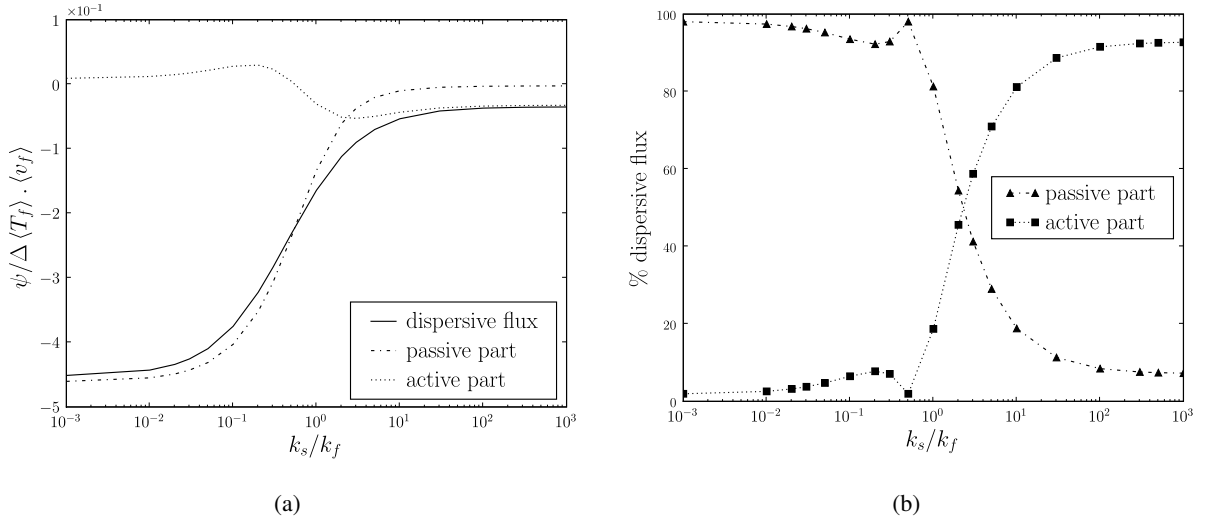 ×10⁻¹
1
0
−1
−2
−3
−4
−5
10⁻³ 10⁻² 10⁻¹ 10⁰ 10¹ 10² 10³
k_s/k_f
ψ/Δ⟨T_f⟩.⟨v_f⟩
dispersive flux
passive part
active part
(a)
100
80
60
40
20
0
10⁻³ 10⁻² 10⁻¹ 10⁰ 10¹ 10² 10³
k_s/k_f
% dispersive flux
passive part
active part
(b)